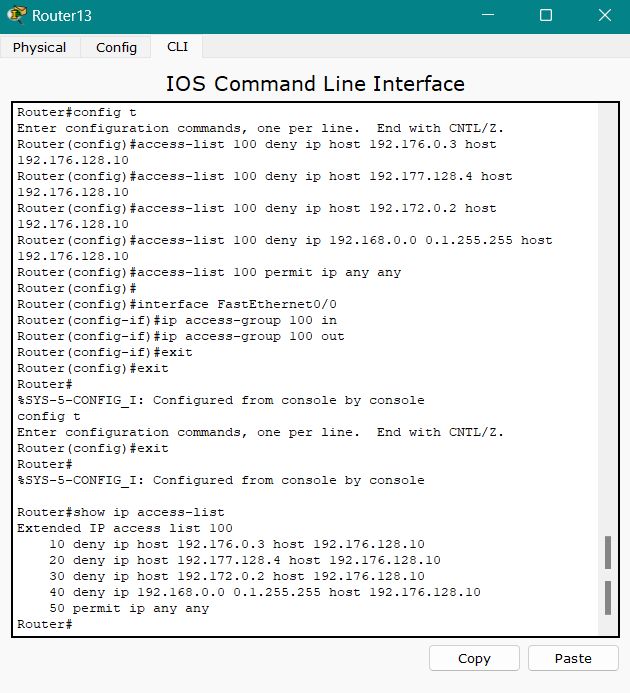 Router13
Physical Config CLI
IOS Command Line Interface
Router#config t
Enter configuration commands, one per line.  End with CNTL/Z.
Router(config)#access-list 100 deny ip host 192.176.0.3 host
192.176.128.10
Router(config)#access-list 100 deny ip host 192.177.128.4 host
192.176.128.10
Router(config)#access-list 100 deny ip host 192.172.0.2 host
192.176.128.10
Router(config)#access-list 100 deny ip 192.168.0.0 0.1.255.255 host
192.176.128.10
Router(config)#access-list 100 permit ip any any
Router(config)#
Router(config)#interface FastEthernet0/0
Router(config-if)#ip access-group 100 in
Router(config-if)#ip access-group 100 out
Router(config-if)#exit
Router(config)#exit
Router#
%SYS-5-CONFIG_I: Configured from console by console
config t
Enter configuration commands, one per line.  End with CNTL/Z.
Router(config)#exit
Router#
%SYS-5-CONFIG_I: Configured from console by console
Router#show ip access-list
Extended IP access list 100
    10 deny ip host 192.176.0.3 host 192.176.128.10
    20 deny ip host 192.177.128.4 host 192.176.128.10
    30 deny ip host 192.172.0.2 host 192.176.128.10
    40 deny ip 192.168.0.0 0.1.255.255 host 192.176.128.10
    50 permit ip any any
Router#
Copy Paste